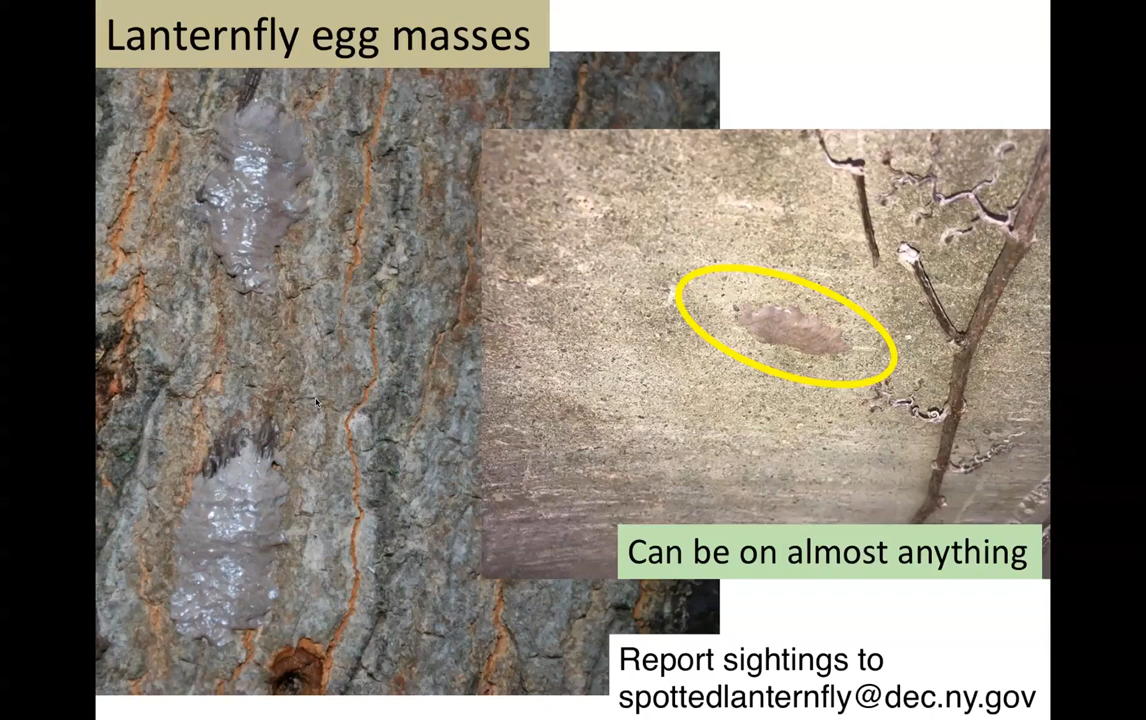 Lanternfly egg masses
Can be on almost anything
Report sightings to
spottedlanternfly@dec.ny.gov